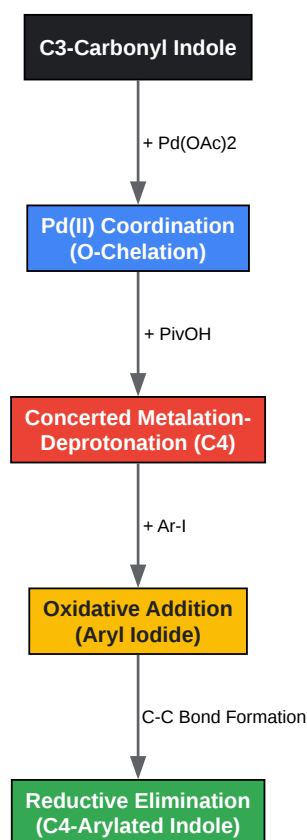 C3-Carbonyl Indole
+ Pd(OAc)2
Pd(II) Coordination
(O-Chelation)
+ PivOH
Concerted Metalation-
Deprotonation (C4)
+ Ar-I
Oxidative Addition
(Aryl Iodide)
C-C Bond Formation
Reductive Elimination
(C4-Arylated Indole)